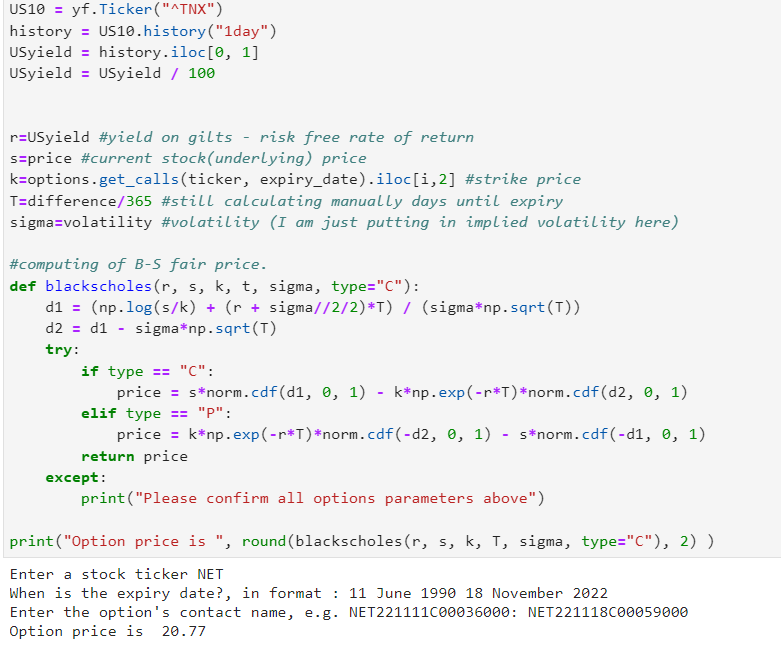 US10 = yf.Ticker("^TNX")
history = US10.history("1day")
USyield = history.iloc[0, 1]
USyield = USyield / 100
r=USyield #yield on gilts - risk free rate of return
s=price #current stock(underlying) price
k=options.get_calls(ticker, expiry_date).iloc[i,2] #strike price
T=difference/365 #still calculating manually days until expiry
sigma=volatility #volatility (I am just putting in implied volatility here)
#computing of B-S fair price.
def blackscholes(r, s, k, t, sigma, type="C"):
    d1 = (np.log(s/k) + (r + sigma//2/2)*T) / (sigma*np.sqrt(T))
    d2 = d1 - sigma*np.sqrt(T)
    try:
        if type == "C":
            price = s*norm.cdf(d1, 0, 1) - k*np.exp(-r*T)*norm.cdf(d2, 0, 1)
        elif type == "P":
            price = k*np.exp(-r*T)*norm.cdf(-d2, 0, 1) - s*norm.cdf(-d1, 0, 1)
        return price
    except:
        print("Please confirm all options parameters above")
print("Option price is ", round(blackscholes(r, s, k, T, sigma, type="C"), 2) )
Enter a stock ticker NET
When is the expiry date?, in format : 11 June 1990 18 November 2022
Enter the option's contact name, e.g. NET221111C00036000: NET221118C00059000
Option price is  20.77